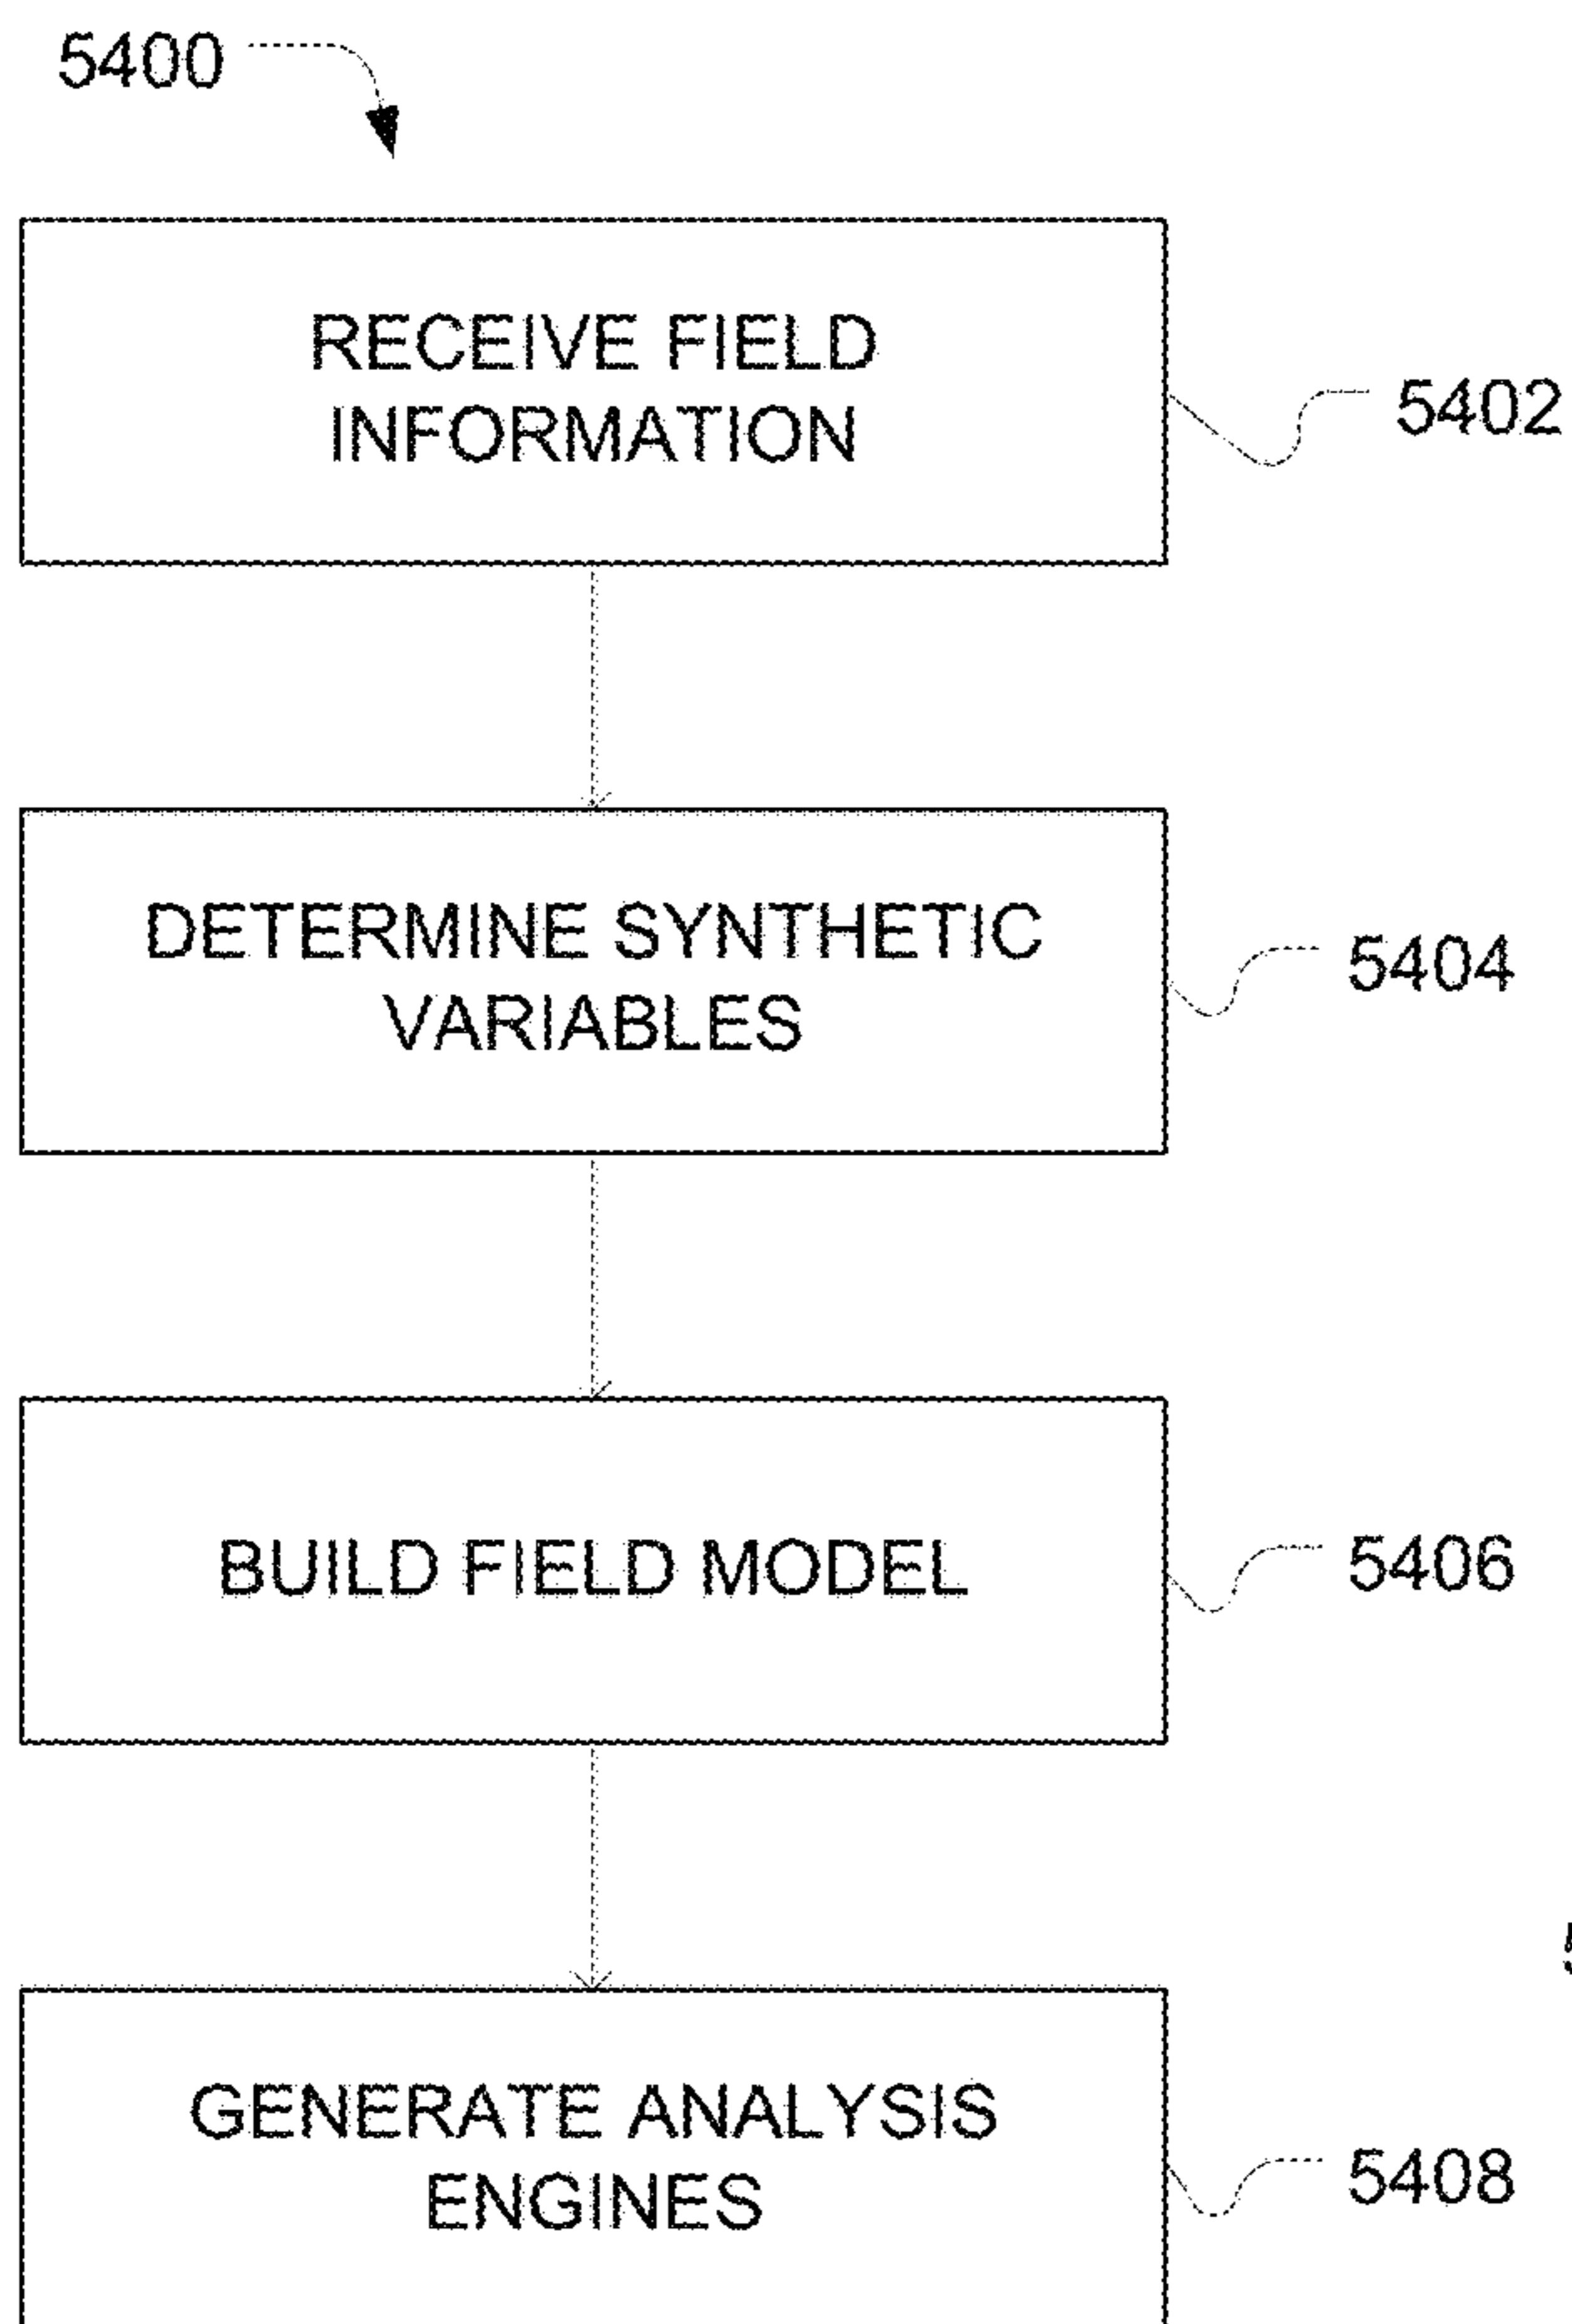 5400
RECEIVE FIELD
INFORMATION
5402
DETERMINE SYNTHETIC
VARIABLES
5404
BUILD FIELD MODEL
5406
GENERATE ANALYSIS
ENGINES
5408